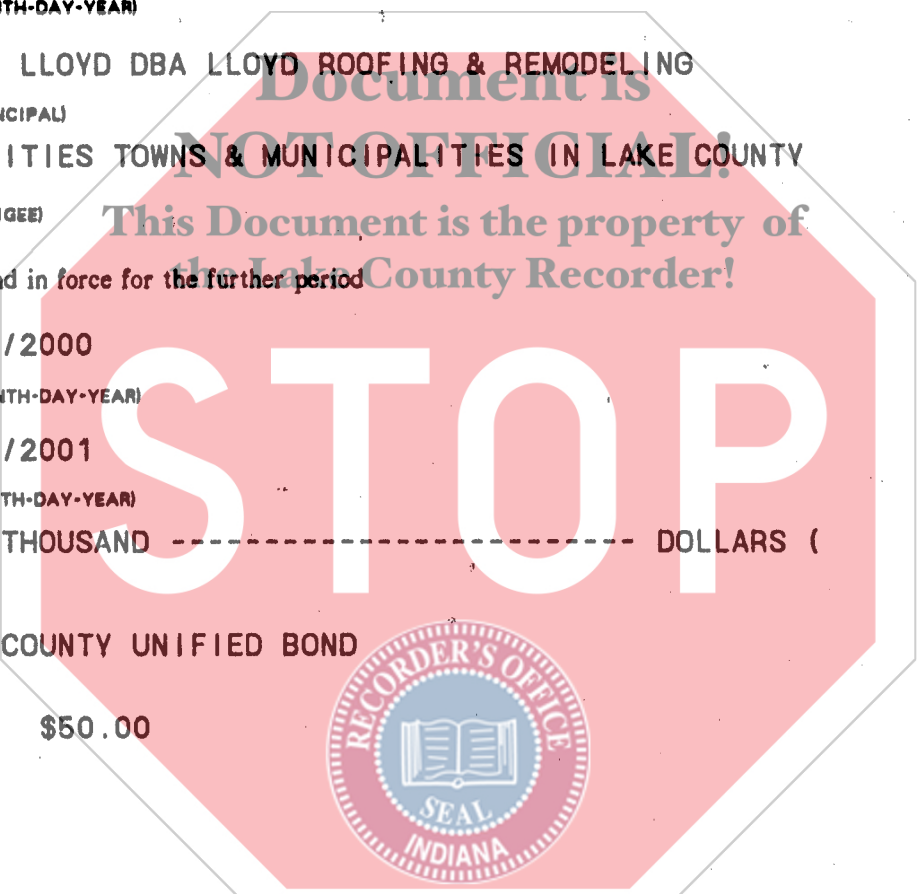 TH-DAY-YEAR)
LLOYD DBA LLOYD ROOFING & REMODELING
Document is
NCIPAL)
NOT OFFICIAL!
ITIES TOWNS & MUNICIPALITIES IN LAKE COUNTY
IGEE)
This Document is the property of
the Lake County Recorder!
nd in force for the further period
/2000
NTH-DAY-YEAR)
/2001
TH-DAY-YEAR)
STOP
THOUSAND ------------------------- DOLLARS (
COUNTY UNIFIED BOND
$50.00
RECORDER'S OFFICE
SEAL
INDIANA